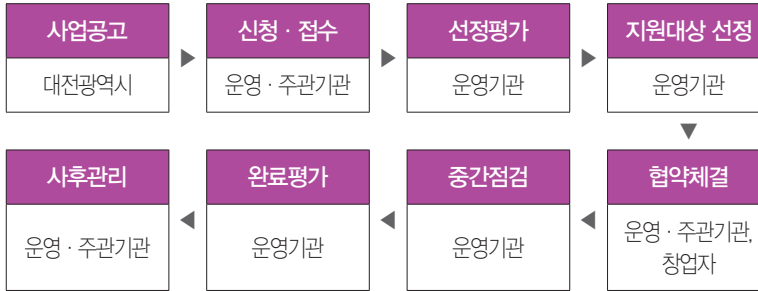 사업공고
대전광역시
신청 · 접수
운영 · 주관기관
선정평가
운영기관
지원대상 선정
운영기관
협약체결
운영 · 주관기관,
창업자
중간점검
운영기관
완료평가
운영기관
사후관리
운영 · 주관기관